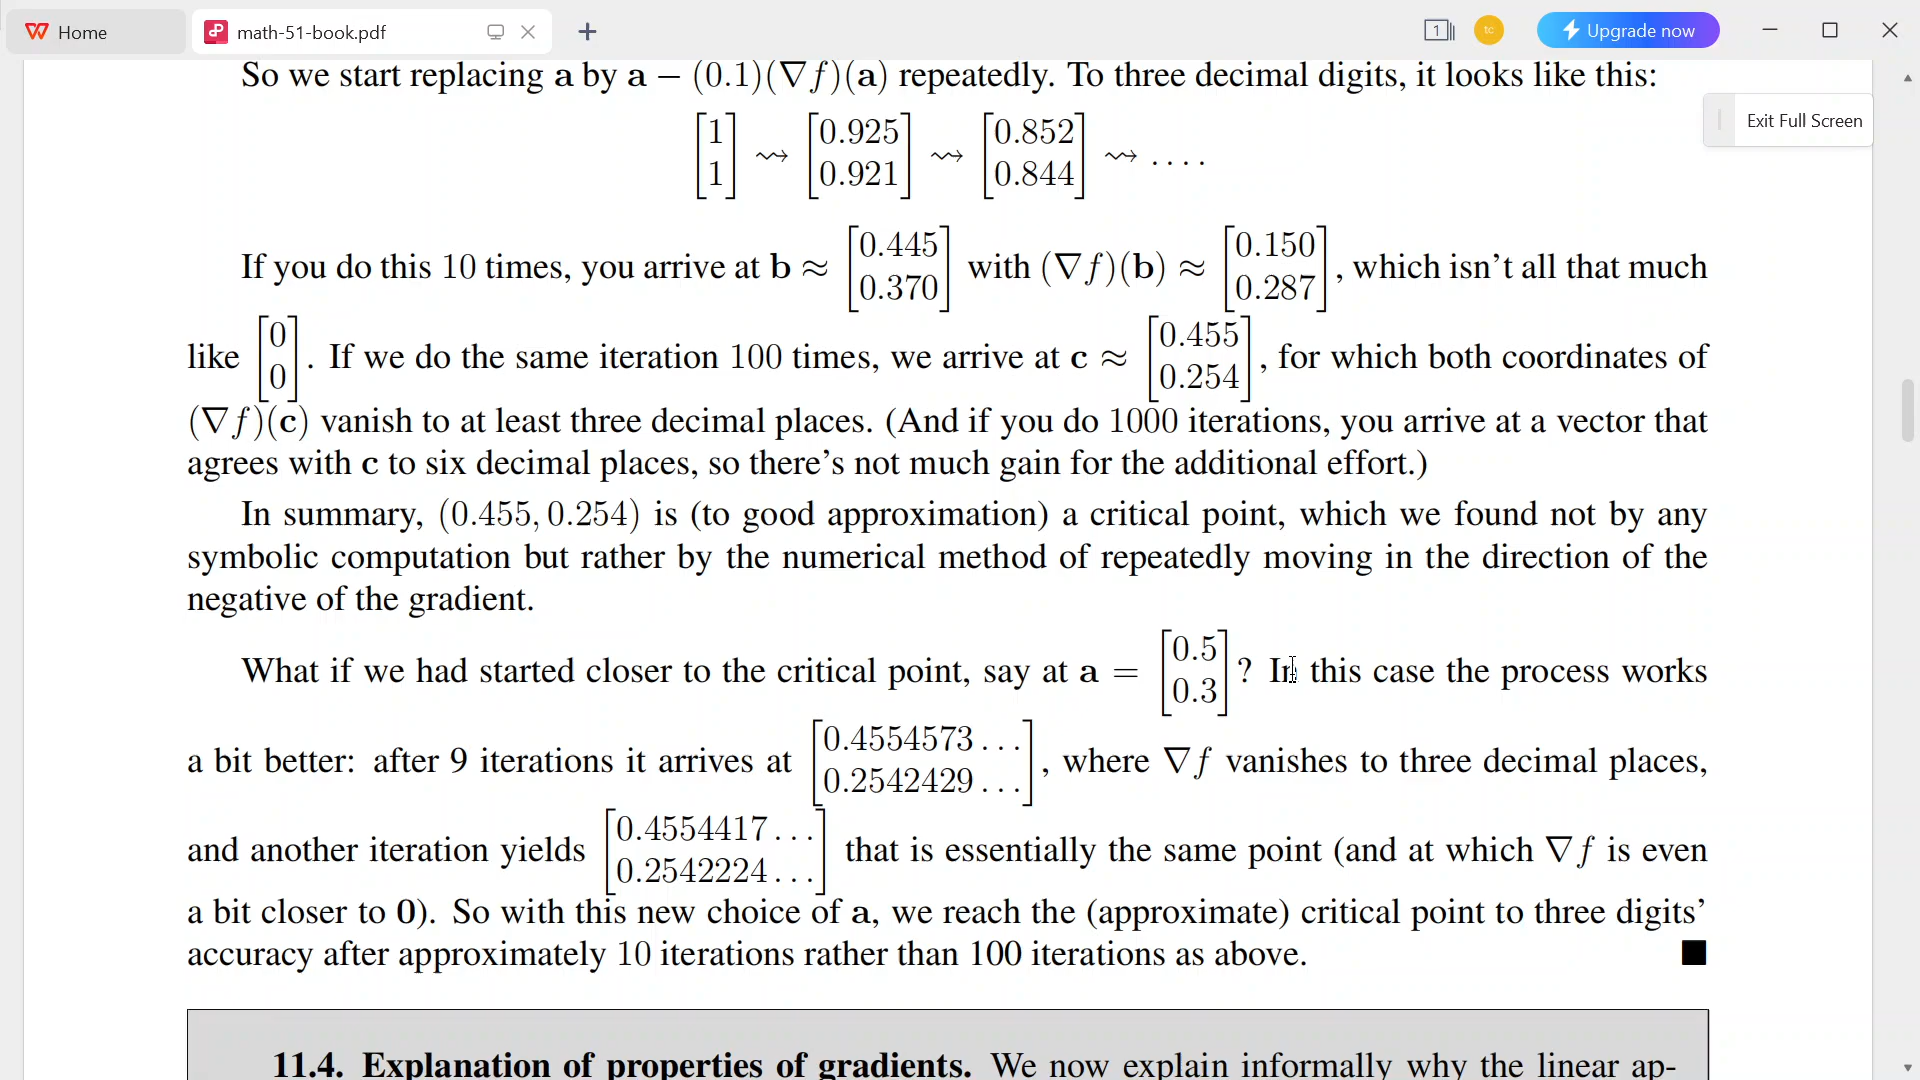 Home
math-51-book.pdf
1
tc
Upgrade now
Exit Full Screen
So we start replacing a by a − (0.1)(∇f)(a) repeatedly. To three decimal digits, it looks like this:
[1 1] ⇝ [0.925 0.921] ⇝ [0.852 0.844] ⇝ ....
If you do this 10 times, you arrive at b ≈ [0.445 0.370] with (∇f)(b) ≈ [0.150 0.287], which isn't all that much
like [0 0]. If we do the same iteration 100 times, we arrive at c ≈ [0.455 0.254], for which both coordinates of
(∇f)(c) vanish to at least three decimal places. (And if you do 1000 iterations, you arrive at a vector that
agrees with c to six decimal places, so there's not much gain for the additional effort.)
In summary, (0.455, 0.254) is (to good approximation) a critical point, which we found not by any
symbolic computation but rather by the numerical method of repeatedly moving in the direction of the
negative of the gradient.
What if we had started closer to the critical point, say at a = [0.5 0.3]? In this case the process works
a bit better: after 9 iterations it arrives at [0.4554573... 0.2542429...], where ∇f vanishes to three decimal places,
and another iteration yields [0.4554417... 0.2542224...] that is essentially the same point (and at which ∇f is even
a bit closer to 0). So with this new choice of a, we reach the (approximate) critical point to three digits'
accuracy after approximately 10 iterations rather than 100 iterations as above. ■
11.4. Explanation of properties of gradients. We now explain informally why the linear ap-